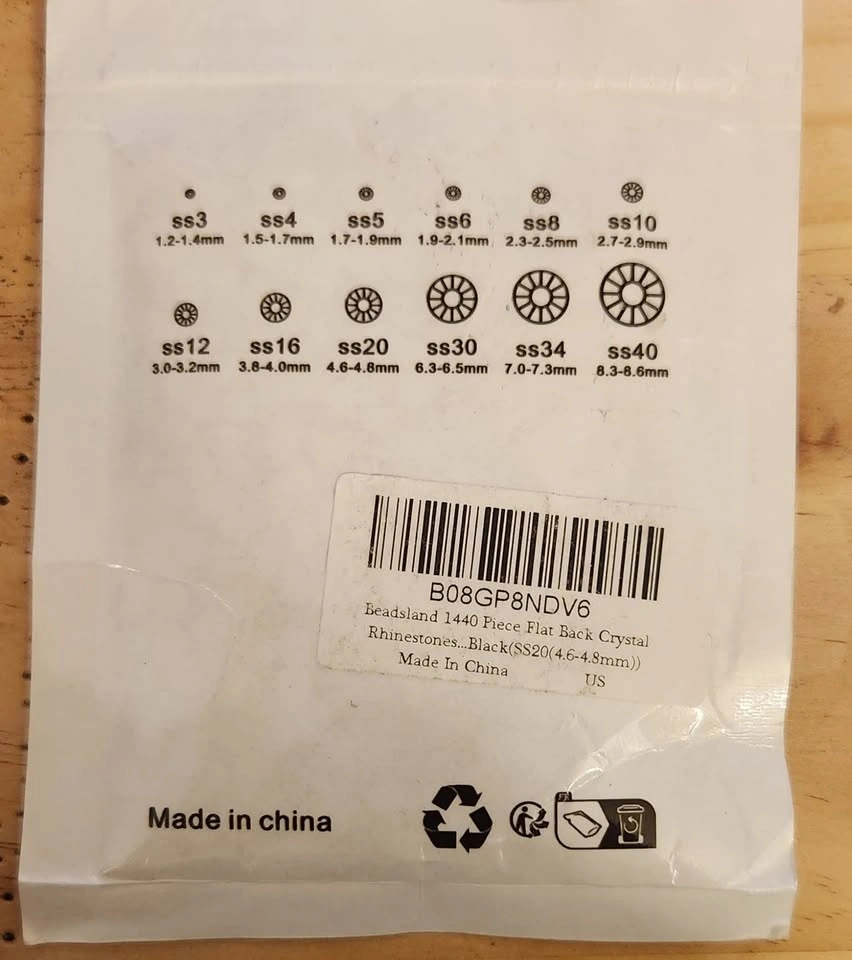 ss3 ss4 ss5 ss6 ss8 ss10
1.2-1.4mm 1.5-1.7mm 1.7-1.9mm 1.9-2.1mm 2.3-2.5mm 2.7-2.9mm
ss12 ss16 ss20 ss30 ss34 ss40
3.0-3.2mm 3.8-4.0mm 4.6-4.8mm 6.3-6.5mm 7.0-7.3mm 8.3-8.6mm
B08GP8NDV6
Beadsland 1440 Piece Flat Back Crystal
Rhinestones...Black(SS20(4.6-4.8mm))
Made In China US
Made in china
FR